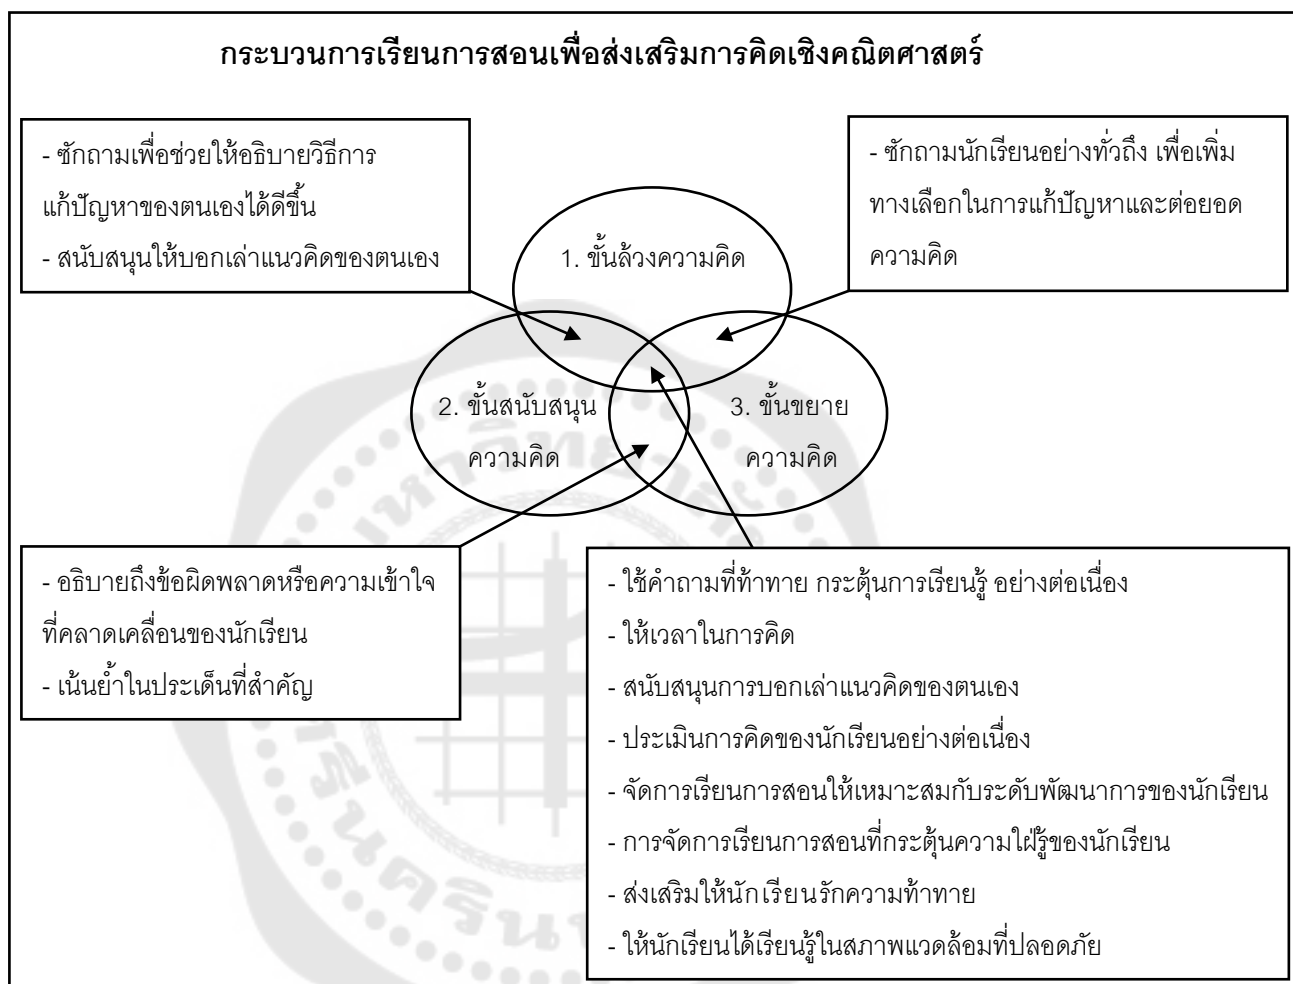 กระบวนการเรียนการสอนเพื่อส่งเสริมการคิดเชิงคณิตศาสตร์
- ซักถามเพื่อช่วยให้อธิบายวิธีการ
แก้ปัญหาของตนเองได้ดีขึ้น
- สนับสนุนให้บอกเล่าแนวคิดของตนเอง
- ซักถามนักเรียนอย่างทั่วถึง เพื่อเพิ่ม
ทางเลือกในการแก้ปัญหาและต่อยอด
ความคิด
1. ขั้นล้วงความคิด
2. ขั้นสนับสนุน
ความคิด
3. ขั้นขยาย
ความคิด
- อธิบายถึงข้อผิดพลาดหรือความเข้าใจ
ที่คลาดเคลื่อนของนักเรียน
- เน้นย้ำในประเด็นที่สำคัญ
- ใช้คำถามที่ท้าทาย กระตุ้นการเรียนรู้ อย่างต่อเนื่อง
- ให้เวลาในการคิด
- สนับสนุนการบอกเล่าแนวคิดของตนเอง
- ประเมินการคิดของนักเรียนอย่างต่อเนื่อง
- จัดการเรียนการสอนให้เหมาะสมกับระดับพัฒนาการของนักเรียน
- การจัดการเรียนการสอนที่กระตุ้นความใฝ่รู้ของนักเรียน
- ส่งเสริมให้นักเรียนรักความท้าทาย
- ให้นักเรียนได้เรียนรู้ในสภาพแวดล้อมที่ปลอดภัย